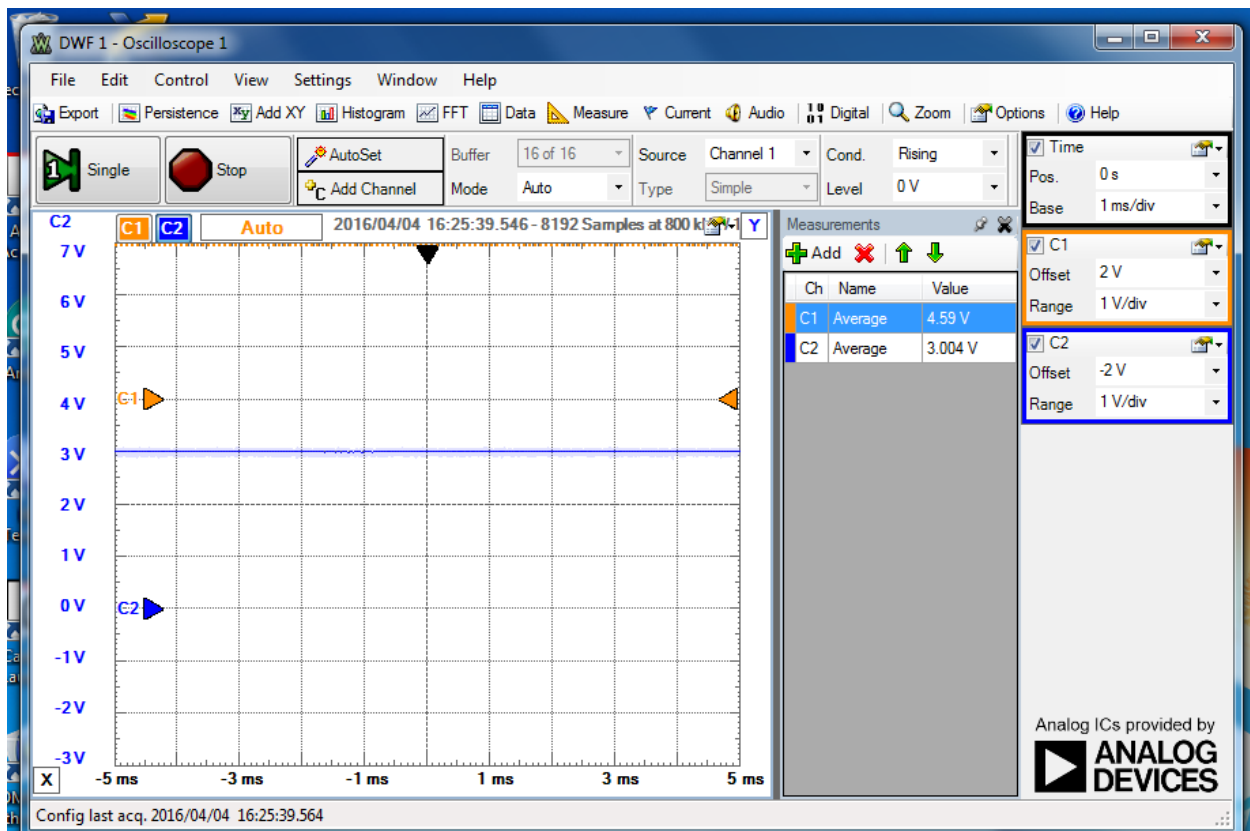 DWF 1 - Oscilloscope 1
File Edit Control View Settings Window Help
Export Persistence Add XY Histogram FFT Data Measure Current Audio Digital Zoom Options Help
Single Stop AutoSet Buffer 16 of 16 Source Channel 1 Cond. Rising
Add Channel Mode Auto Type Simple Level 0 V
Time
Pos. 0 s
Base 1 ms/div
C1
Offset 2 V
Range 1 V/div
C2
Offset -2 V
Range 1 V/div
C2 C1 C2 Auto 2016/04/04 16:25:39.546 - 8192 Samples at 800 k Y
7 V
6 V
5 V
4 V
3 V
2 V
1 V
0 V
-1 V
-2 V
-3 V
C1
C2
X -5 ms -3 ms -1 ms 1 ms 3 ms 5 ms
Measurements
Add
Ch Name Value
C1 Average 4.59 V
C2 Average 3.004 V
Analog ICs provided by
ANALOG
DEVICES
Config last acq. 2016/04/04 16:25:39.564